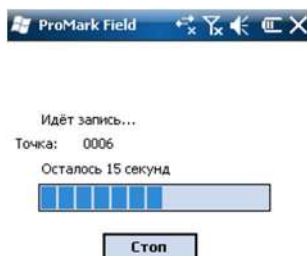 ProMark Field
Идёт запись...
Точка: 0006
Осталось 15 секунд
Стоп